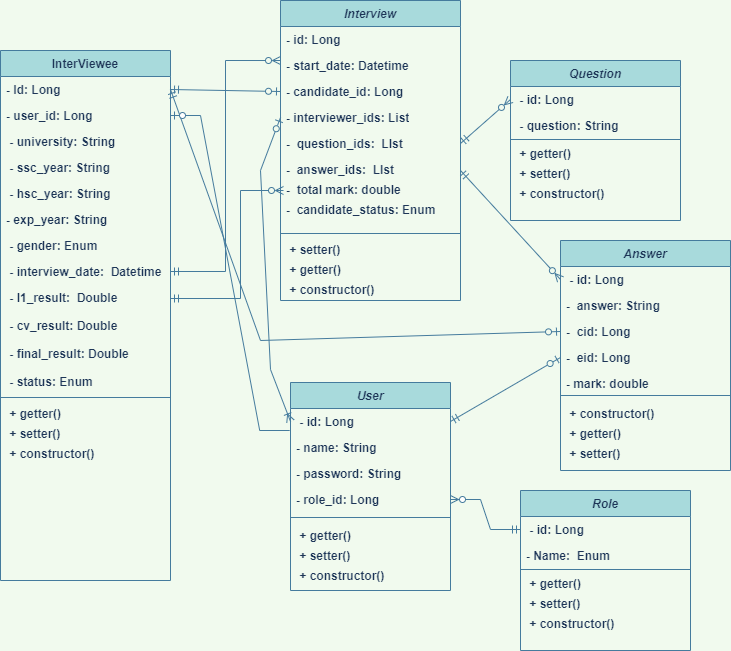 Interview
- id: Long
- start_date: Datetime
- candidate_id: Long
- interviewer_ids: List
- question_ids: LIst
- answer_ids: LIst
- total mark: double
- candidate_status: Enum
+ setter()
+ getter()
+ constructor()
InterViewee
- Id: Long
- user_id: Long
- university: String
- ssc_year: String
- hsc_year: String
- exp_year: String
- gender: Enum
- interview_date: Datetime
- l1_result: Double
- cv_result: Double
- final_result: Double
- status: Enum
+ getter()
+ setter()
+ constructor()
Question
- id: Long
- question: String
+ getter()
+ setter()
+ constructor()
Answer
- id: Long
- answer: String
- cid: Long
- eid: Long
- mark: double
+ constructor()
+ getter()
+ setter()
User
- id: Long
- name: String
- password: String
- role_id: Long
+ getter()
+ setter()
+ constructor()
Role
- id: Long
- Name: Enum
+ getter()
+ setter()
+ constructor()